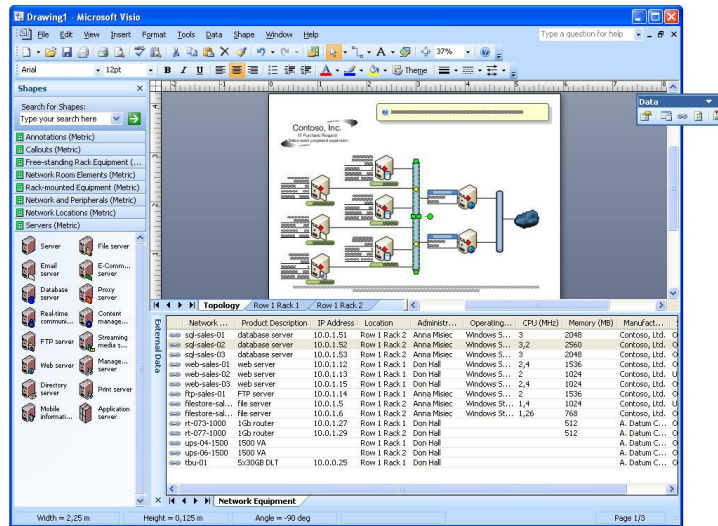 Drawing1 - Microsoft Visio
File Edit View Insert Format Tools Data Shape Window Help
Type a question for help
37%
Arial 12pt B I U Theme
Shapes
Search for Shapes:
Type your search here
Annotations (Metric)
Callouts (Metric)
Free-standing Rack Equipment (...
Network Room Elements (Metric)
Rack-mounted Equipment (Metric)
Network and Peripherals (Metric)
Network Locations (Metric)
Servers (Metric)
Server
File server
Email server
E-Comm... server
Database server
Proxy server
Real-time communi...
Content manage...
FTP server
Streaming media s...
Web server
Manage... server
Directory server
Print server
Mobile informati...
Application server
Data
Contoso, Inc.
IT Purchase Request
Topology Row 1 Rack 1 Row 1 Rack 2
External Data
Network ... Product Description IP Address Location Administr... Operating... CPU (MHz) Memory (MB) Manufact...
sql-sales-01 database server 10.0.1.51 Row 1 Rack 2 Anna Misiec Windows S... 3 2048 Contoso, Ltd.
sql-sales-02 database server 10.0.1.52 Row 1 Rack 2 Anna Misiec Windows S... 3,2 2560 Contoso, Ltd.
sql-sales-03 database server 10.0.1.53 Row 1 Rack 2 Anna Misiec Windows S... 3 2048 Contoso, Ltd.
web-sales-01 web server 10.0.1.12 Row 1 Rack 1 Don Hall Windows S... 2,4 1536 Contoso, Ltd.
web-sales-02 web server 10.0.1.13 Row 1 Rack 1 Don Hall Windows S... 2 1024 Contoso, Ltd.
web-sales-03 web server 10.0.1.15 Row 1 Rack 1 Don Hall Windows S... 2,4 1024 Contoso, Ltd.
ftp-sales-01 FTP server 10.0.1.14 Row 1 Rack 1 Anna Misiec Windows S... 2 1536 Contoso, Ltd.
filestore-sal... file server 10.0.1.5 Row 1 Rack 2 Anna Misiec Windows St... 1,4 1024 Contoso, Ltd.
filestore-sal... file server 10.0.1.6 Row 1 Rack 2 Anna Misiec Windows St... 1,26 768 Contoso, Ltd.
rt-073-1000 1Gb router 10.0.1.27 Row 1 Rack 1 Don Hall 512 A. Datum C...
rt-077-1000 1Gb router 10.0.1.29 Row 1 Rack 1 Don Hall 512 A. Datum C...
ups-04-1500 1500 VA Row 1 Rack 1 Don Hall A. Datum C...
ups-06-1500 1500 VA Row 1 Rack 2 Don Hall A. Datum C...
tbu-01 5x30GB DLT 10.0.0.25 Row 1 Rack 2 Don Hall A. Datum C...
Network Equipment
Width = 2,25 m Height = 0,125 m Angle = -90 deg Page 1/3